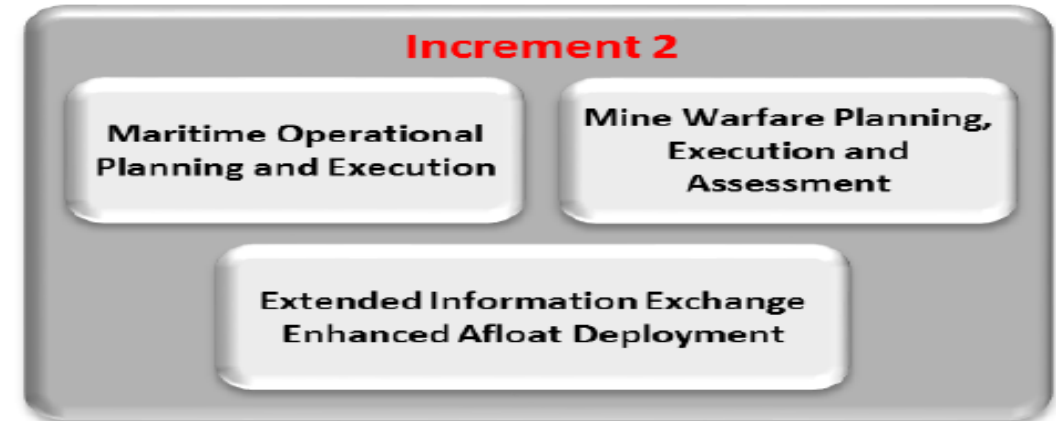 Increment 2
Maritime Operational
Planning and Execution
Mine Warfare Planning,
Execution and
Assessment
Extended Information Exchange
Enhanced Afloat Deployment